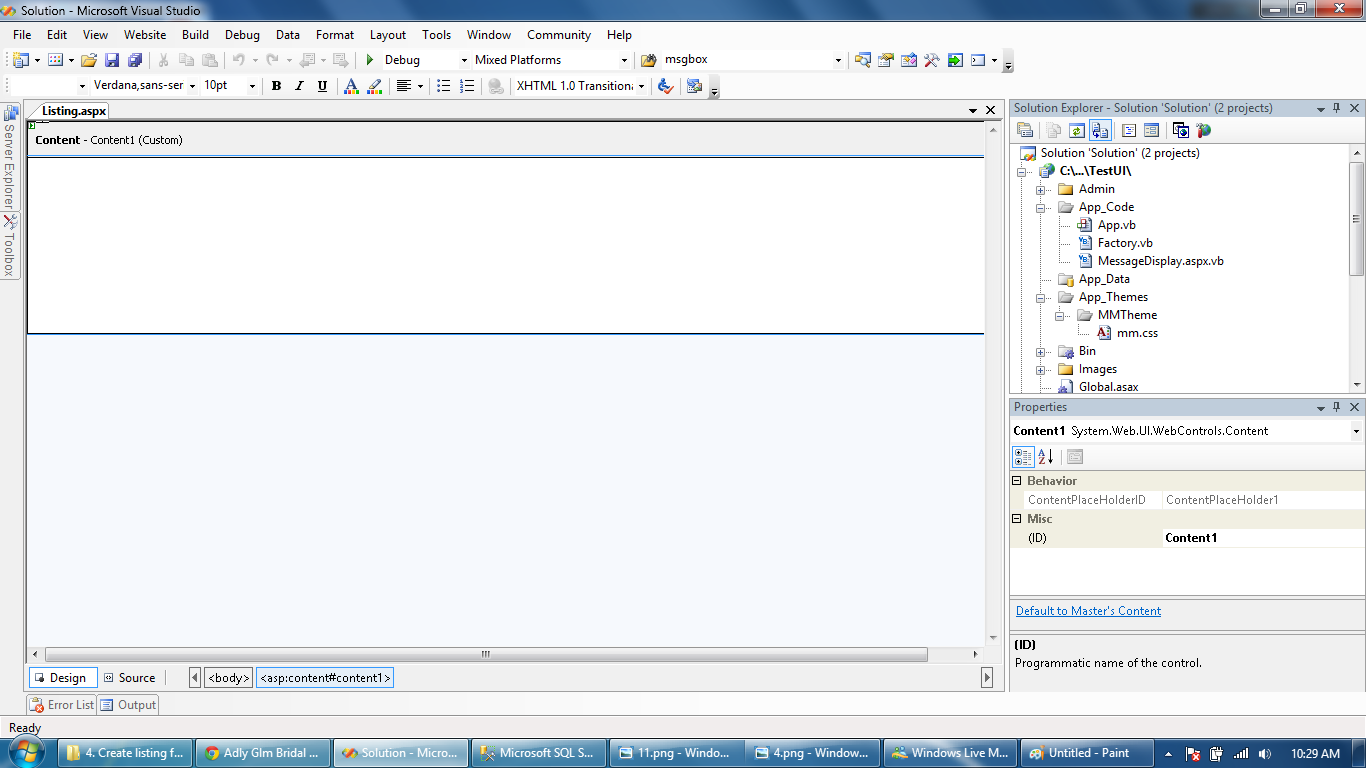 Solution - Microsoft Visual Studio
File Edit View Website Build Debug Data Format Layout Tools Window Community Help
Debug Mixed Platforms msgbox
Verdana,sans-ser 10pt B I U A XHTML 1.0 Transitiona
Server Explorer
Toolbox
Listing.aspx
Content - Content1 (Custom)
Design Source <body> <asp:content#content1>
Error List Output
Solution Explorer - Solution 'Solution' (2 projects)
Solution 'Solution' (2 projects)
C:\...\TestUI\
Admin
App_Code
App.vb
Factory.vb
MessageDisplay.aspx.vb
App_Data
App_Themes
MMTheme
mm.css
Bin
Images
Global.asax
Properties
Content1 System.Web.UI.WebControls.Content
Behavior
ContentPlaceHolderID ContentPlaceHolder1
Misc
(ID) Content1
Default to Master's Content
(ID)
Programmatic name of the control.
Ready
4. Create listing f... Adly Glm Bridal ... Solution - Micro... Microsoft SQL S... 11.png - Windo... 4.png - Window... Windows Live M... Untitled - Paint 10:29 AM